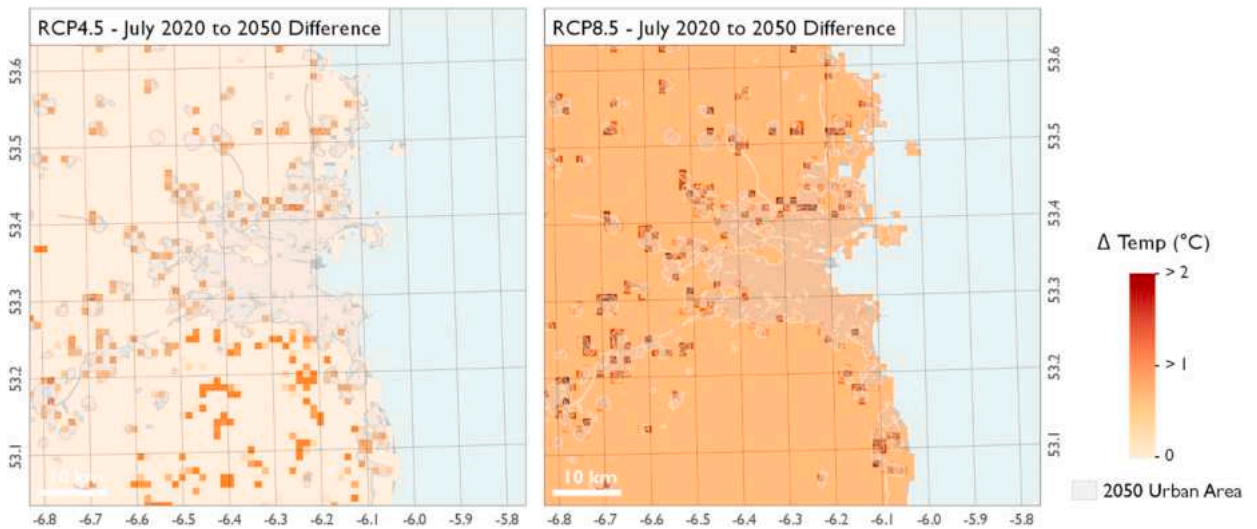 RCP4.5 - July 2020 to 2050 Difference
RCP8.5 - July 2020 to 2050 Difference
53.6
53.5
53.4
53.3
53.2
53.1
53.6
53.5
53.4
53.3
53.2
53.1
10 km
10 km
-6.8 -6.7 -6.6 -6.5 -6.4 -6.3 -6.2 -6.1 -6.0 -5.9 -5.8
-6.8 -6.7 -6.6 -6.5 -6.4 -6.3 -6.2 -6.1 -6.0 -5.9 -5.8
Δ Temp (°C)
> 2
> 1
0
2050 Urban Area